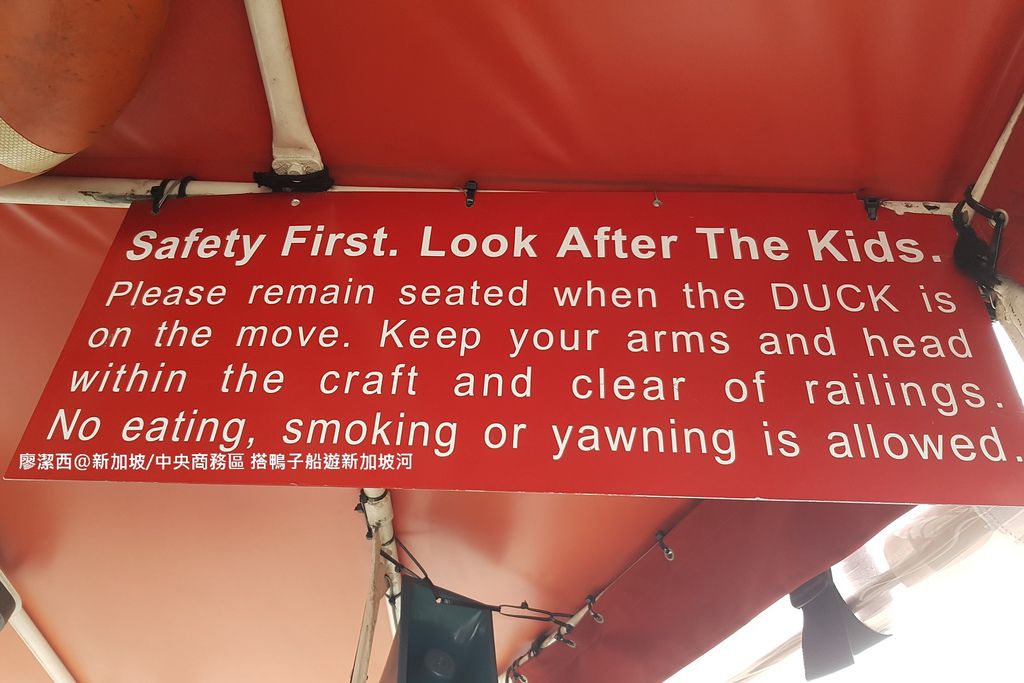 Safety First. Look After The Kids.
Please remain seated when the DUCK is
on the move. Keep your arms and head
within the craft and clear of railings.
No eating, smoking or yawning is allowed.
廖潔西@新加坡/中央商務區 搭鴨子船遊新加坡河